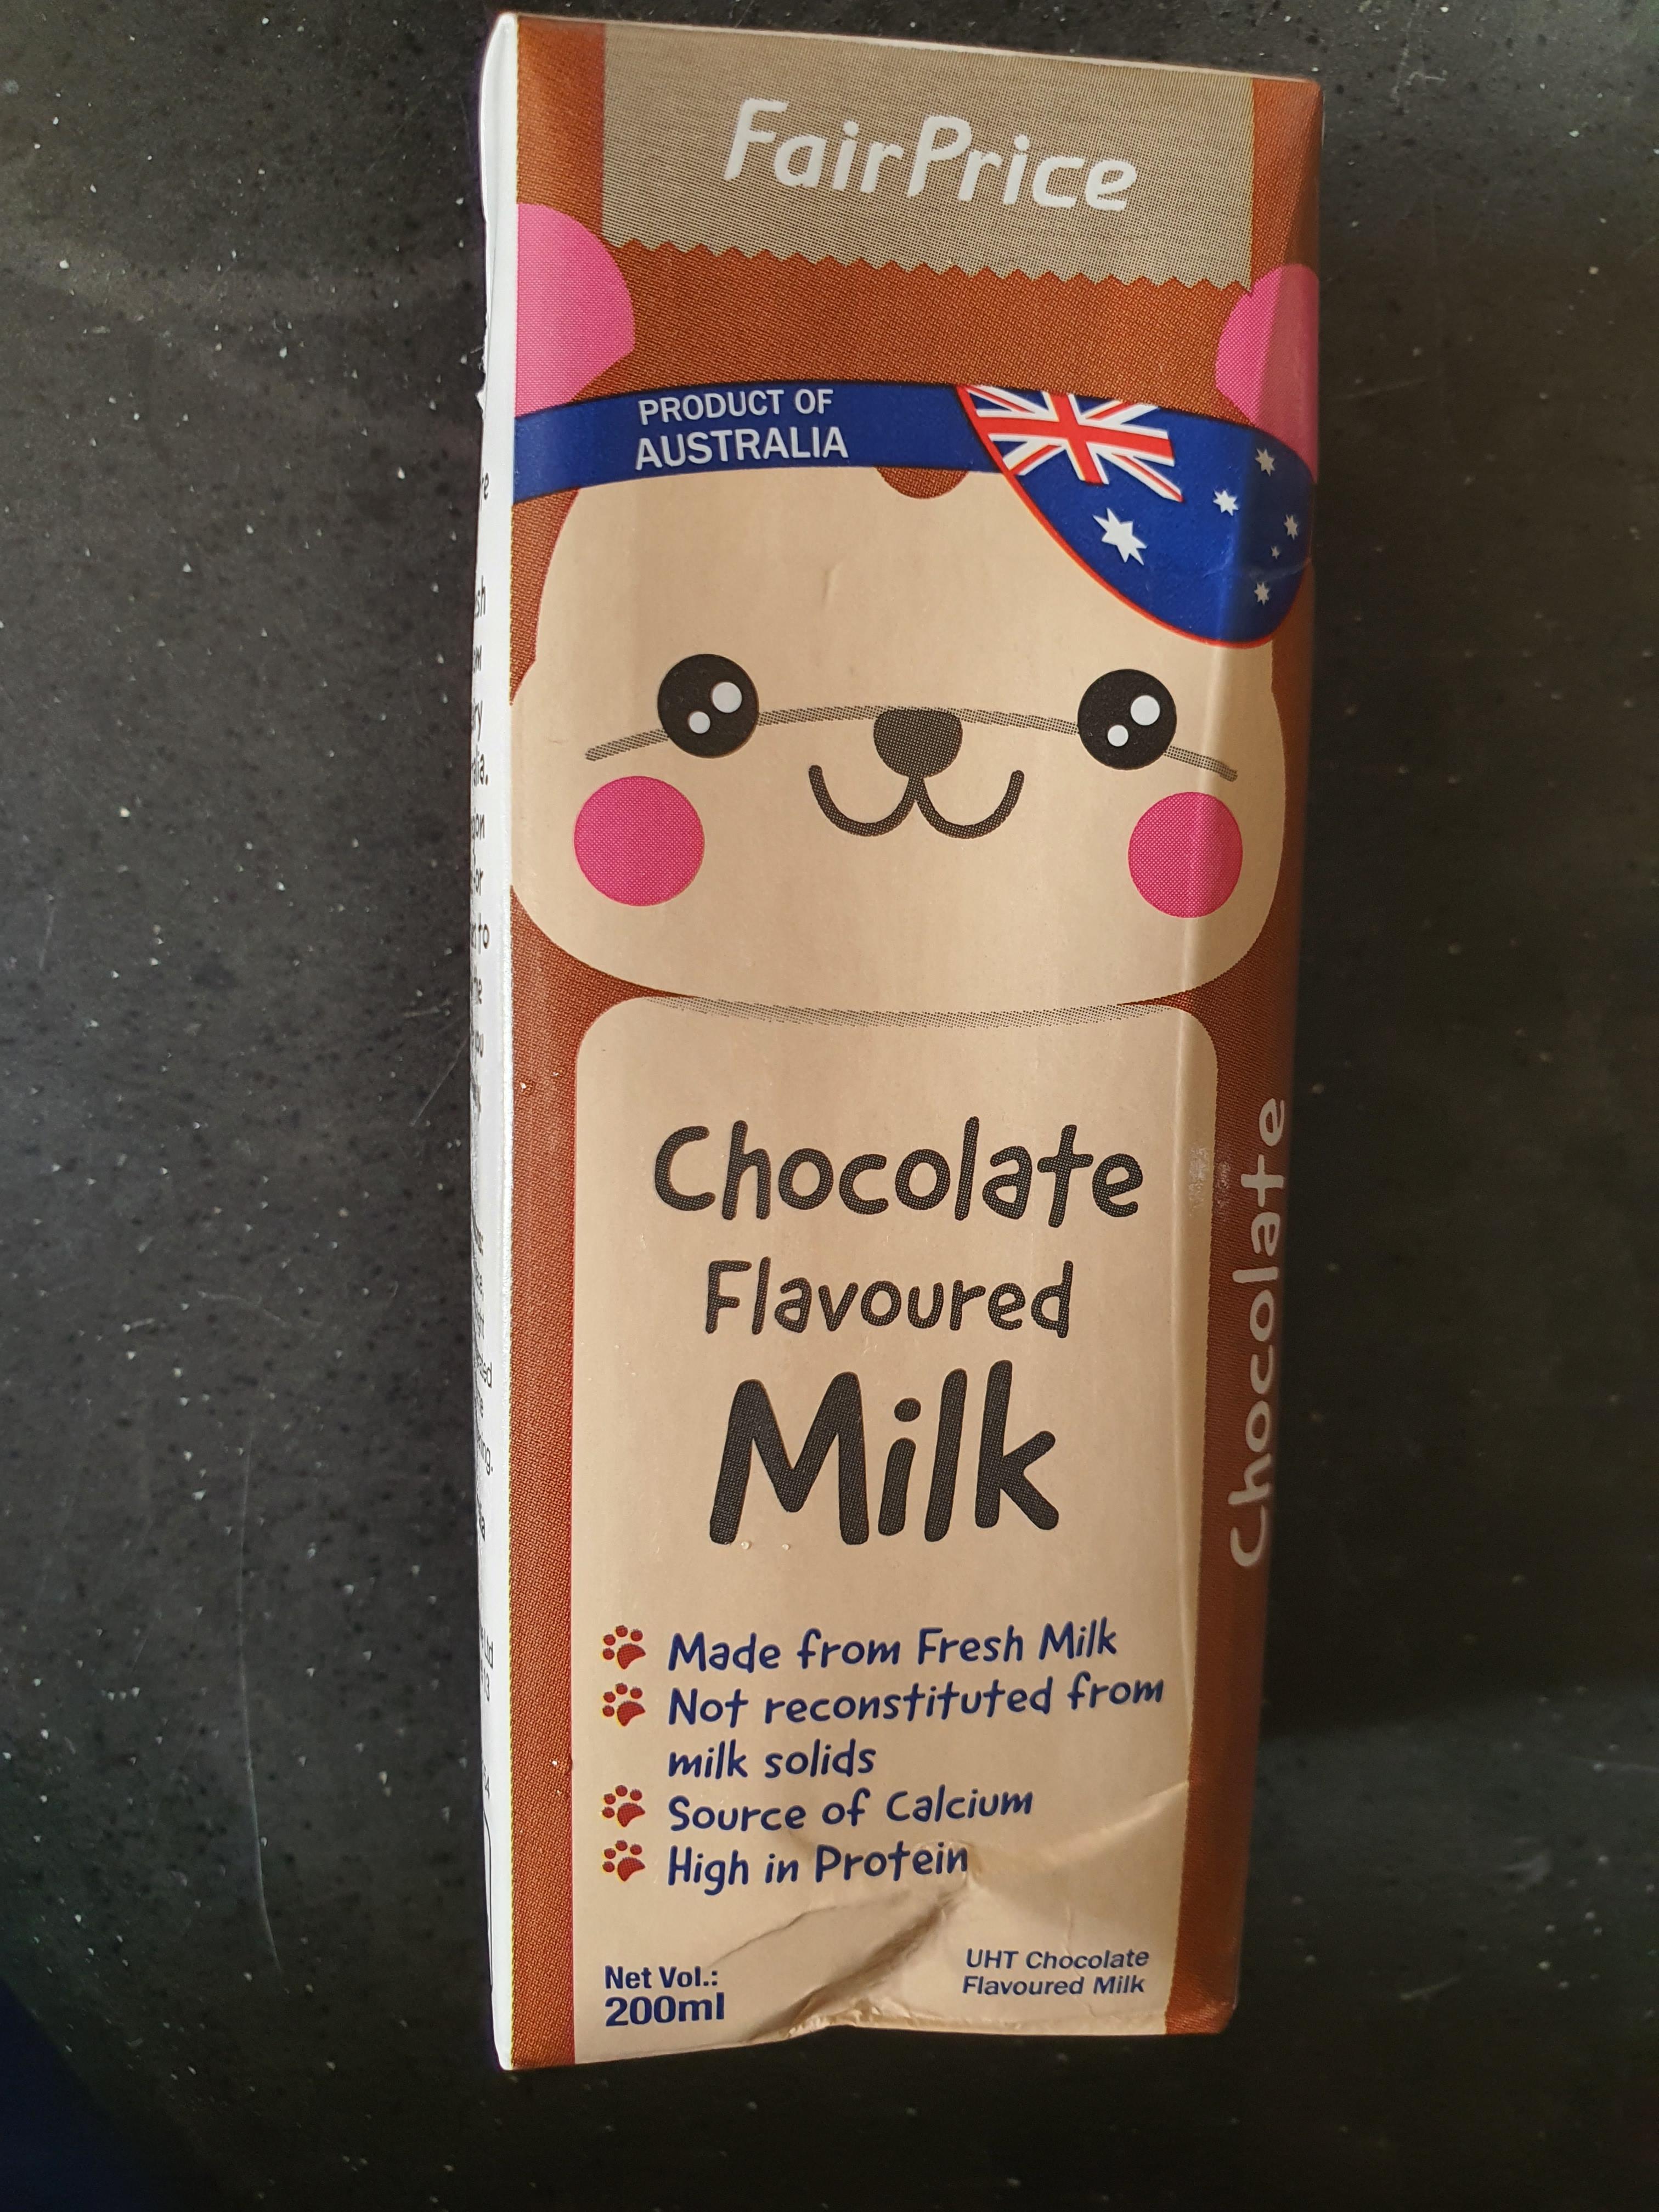 FairPrice
PRODUCT OF
AUSTRALIA
Chocolate
Flavoured
Milk
Made from Fresh Milk
Not reconstituted from
milk solids
Source of Calcium
High in Protein
Net Vol.:
200ml
UHT Chocolate
Flavoured Milk
Chocolate